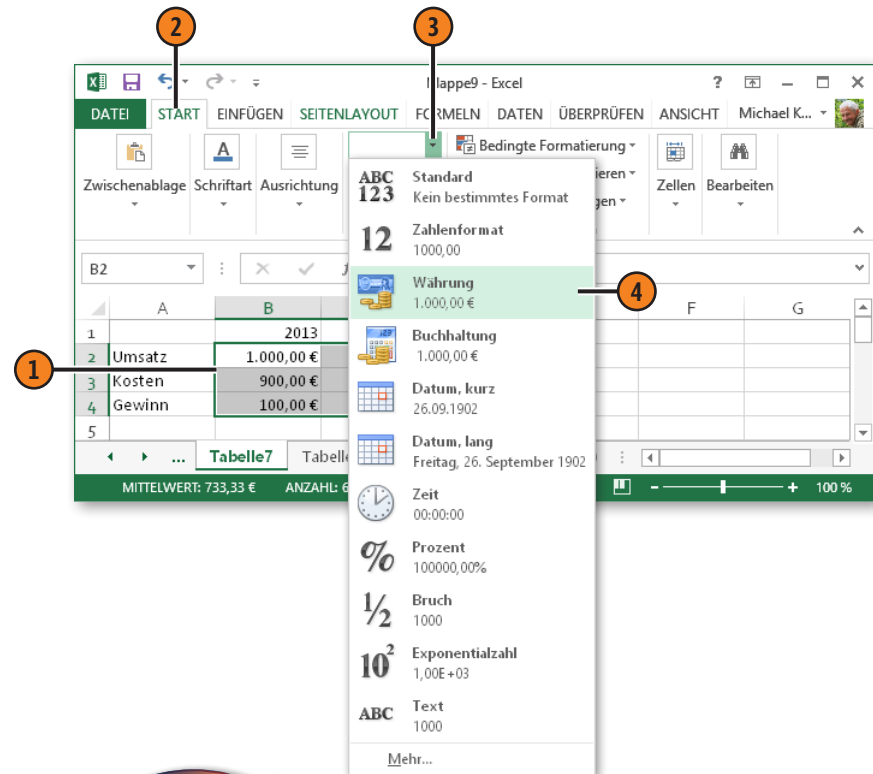 2 3
Klappe9 - Excel ?
DATEI START EINFÜGEN SEITENLAYOUT FORMELN DATEN ÜBERPRÜFEN ANSICHT Michael K...
Bedingte Formatierung
ieren
gen
Zwischenablage Schriftart Ausrichtung Zellen Bearbeiten
B2
A B F G
1 2013
2 Umsatz 1.000,00 €
3 Kosten 900,00 €
4 Gewinn 100,00 €
5
1
... Tabelle7 Tabelle
MITTELWERT: 733,33 € ANZAHL: 6 100 %
ABC 123 Standard
Kein bestimmtes Format
12 Zahlenformat
1000,00
Währung
1.000,00 €
4
Buchhaltung
1.000,00 €
Datum, kurz
26.09.1902
Datum, lang
Freitag, 26. September 1902
Zeit
00:00:00
% Prozent
100000,00%
1/2 Bruch
1000
10² Exponentialzahl
1,00E+03
ABC Text
1000
Mehr...